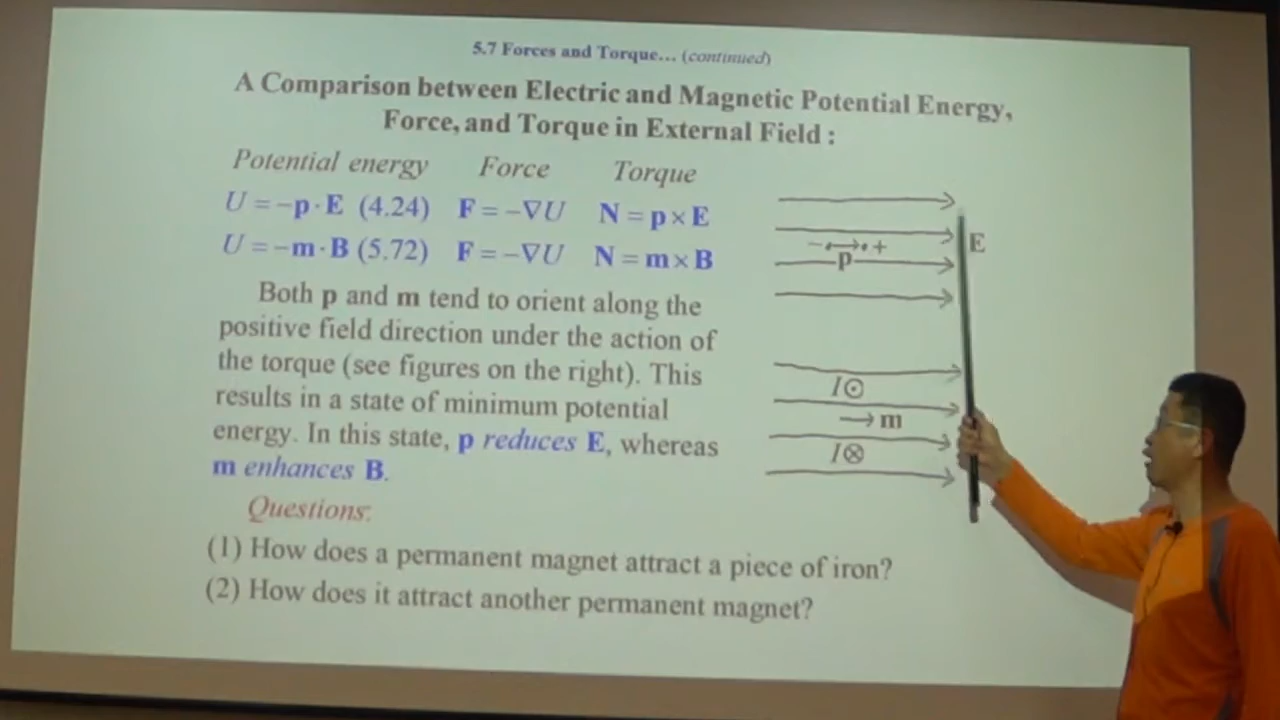 5.7 Forces and Torque... (continued)
A Comparison between Electric and Magnetic Potential Energy,
Force, and Torque in External Field :
Potential energy Force Torque
U = −p · E (4.24) F = −∇U N = p × E
U = −m · B (5.72) F = −∇U N = m × B
Both p and m tend to orient along the
positive field direction under the action of
the torque (see figures on the right). This
results in a state of minimum potential
energy. In this state, p reduces E, whereas
m enhances B.
Questions:
(1) How does a permanent magnet attract a piece of iron?
(2) How does it attract another permanent magnet?
E
− +
p
I⊙
m
I⊗